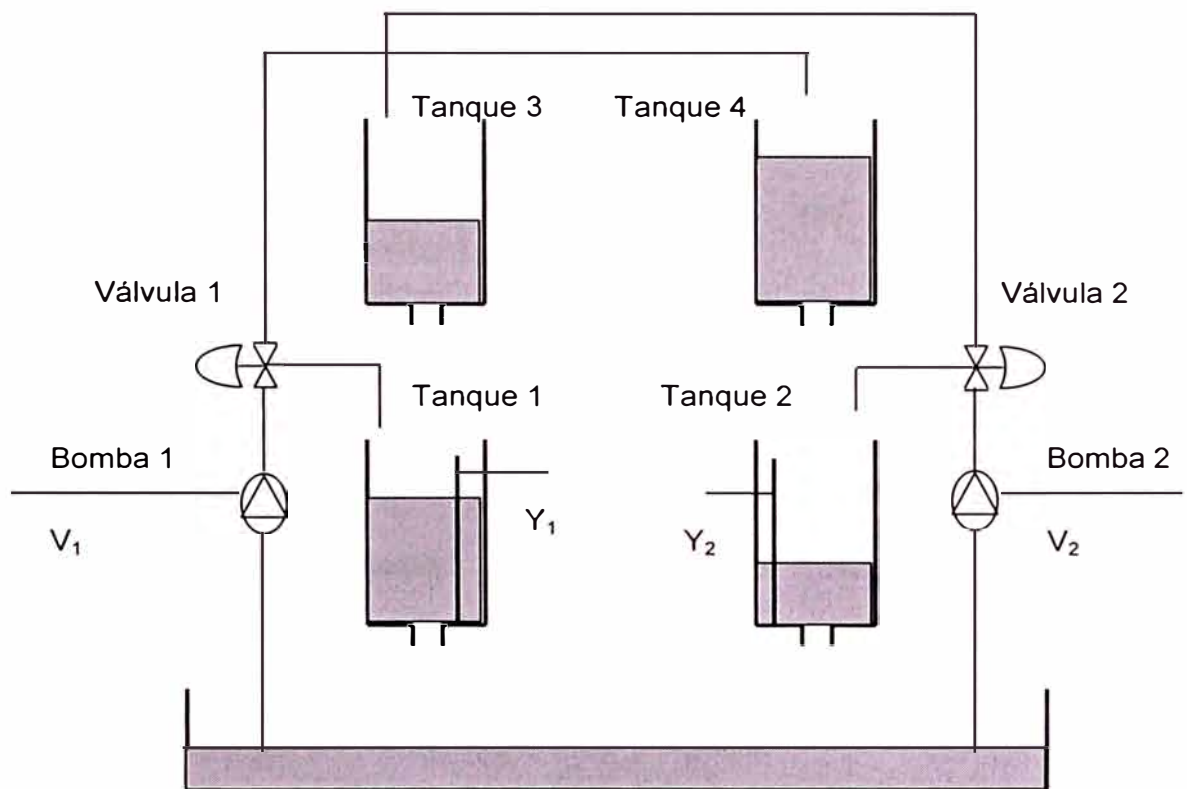 Tanque 3
Tanque 4
Válvula 1
Válvula 2
Tanque 1
Tanque 2
Bomba 1
Bomba 2
V₁
Y₁
Y₂
V₂